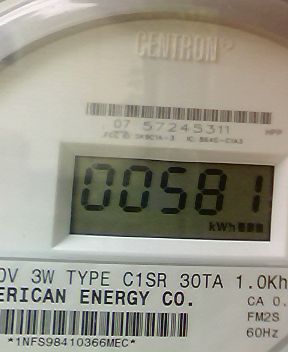 CENTRON
07 57245311
HPP
00581
kWh
0V 3W TYPE C1SR 30TA 1.0Kh
ERICAN ENERGY CO.
CA 0.
FM2S
60Hz
*1NFS98410366MEC*